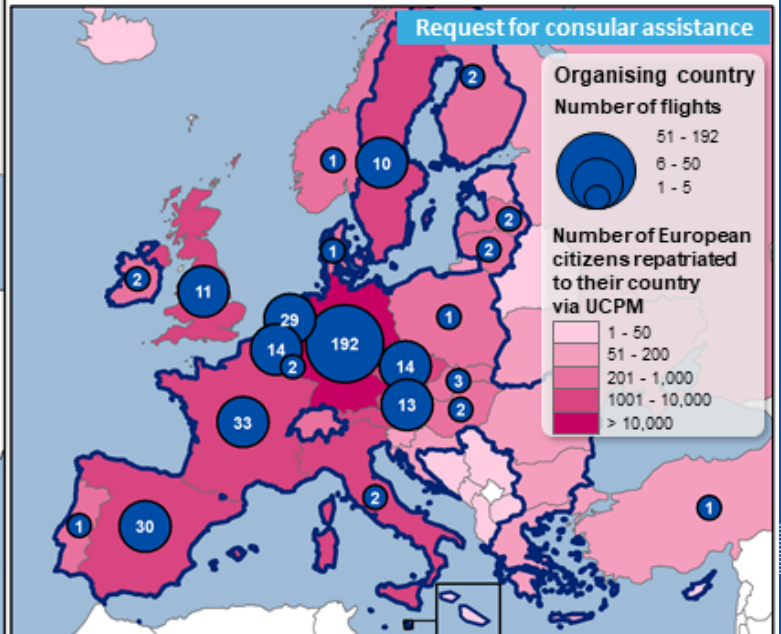 Request for consular assistance
Organising country
Number of flights
51 - 192
6 - 50
1 - 5
Number of European
citizens repatriated
to their country
via UCPM
1 - 50
51 - 200
201 - 1,000
1001 - 10,000
> 10,000
2
1
10
2
2
1
2
11
29
1
192
14
14
2
3
13
2
33
2
1
1
30